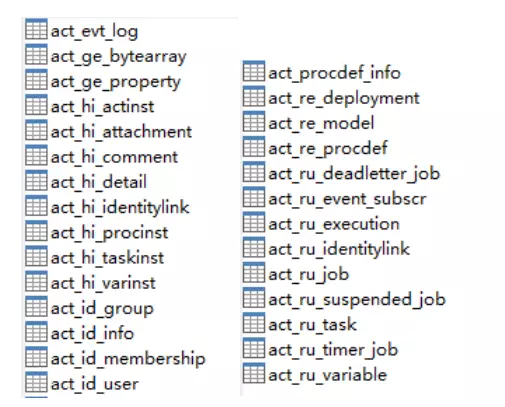 act_evt_log
act_ge_bytearray
act_ge_property
act_hi_actinst
act_hi_attachment
act_hi_comment
act_hi_detail
act_hi_identitylink
act_hi_procinst
act_hi_taskinst
act_hi_varinst
act_id_group
act_id_info
act_id_membership
act_id_user
act_procdef_info
act_re_deployment
act_re_model
act_re_procdef
act_ru_deadletter_job
act_ru_event_subscr
act_ru_execution
act_ru_identitylink
act_ru_job
act_ru_suspended_job
act_ru_task
act_ru_timer_job
act_ru_variable